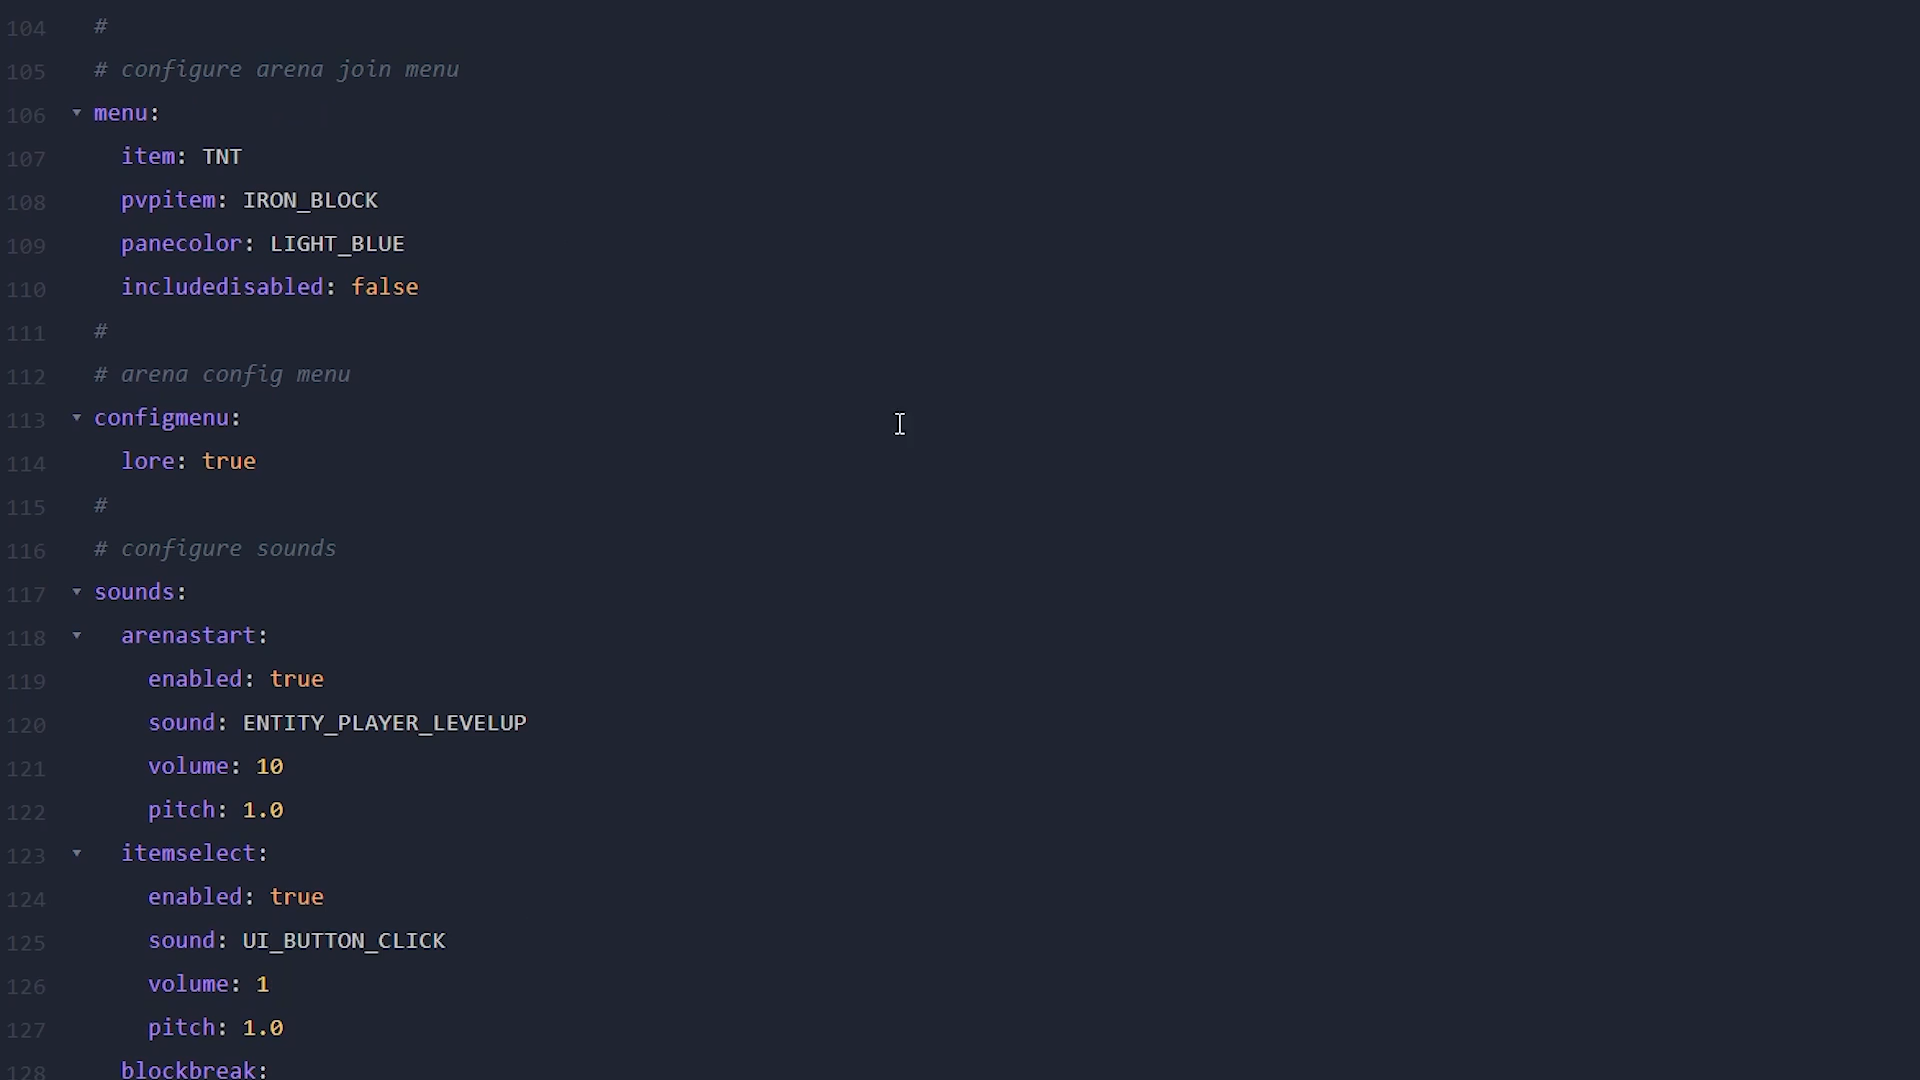 104 #
105 # configure arena join menu
106 menu:
107 item: TNT
108 pvpitem: IRON_BLOCK
109 panecolor: LIGHT_BLUE
110 includedisabled: false
111 #
112 # arena config menu
113 configmenu:
114 lore: true
115 #
116 # configure sounds
117 sounds:
118 arenastart:
119 enabled: true
120 sound: ENTITY_PLAYER_LEVELUP
121 volume: 10
122 pitch: 1.0
123 itemselect:
124 enabled: true
125 sound: UI_BUTTON_CLICK
126 volume: 1
127 pitch: 1.0
128 blockbreak: